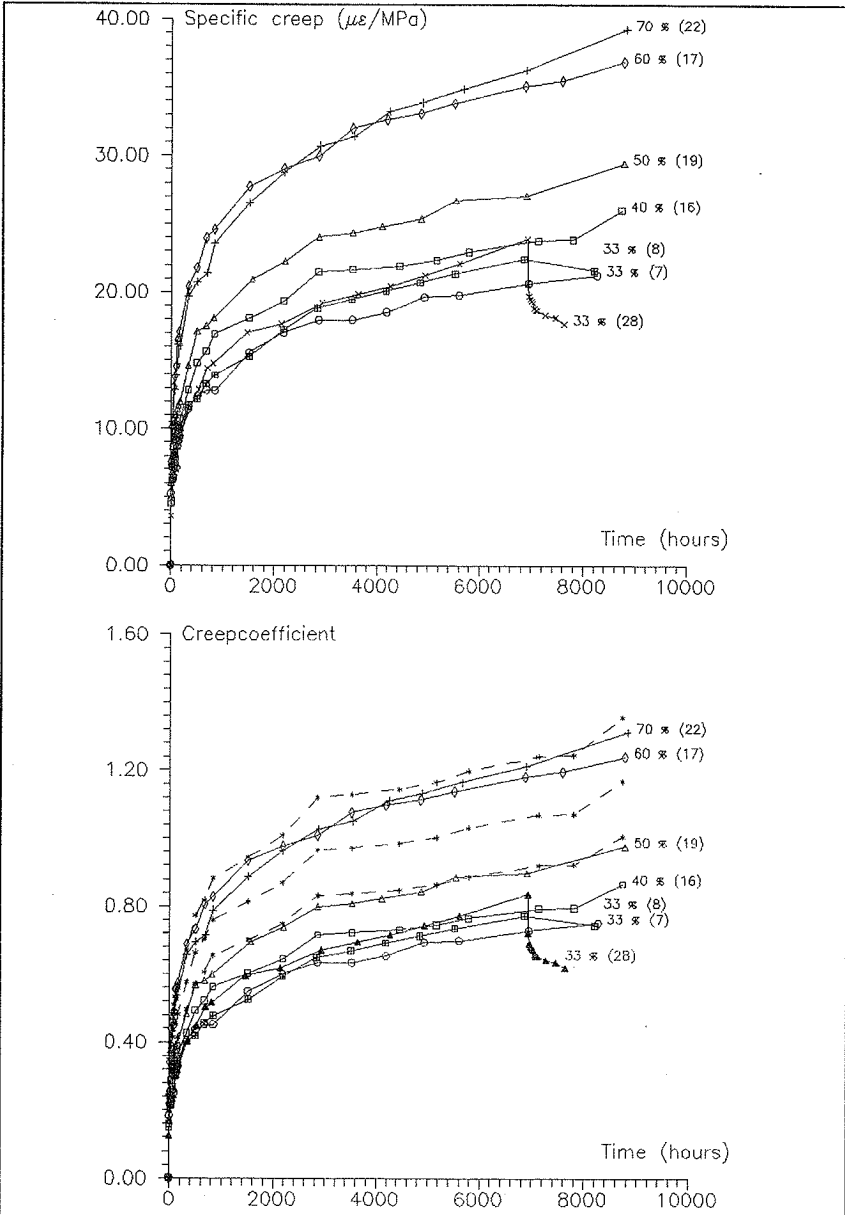 40.00
Specific creep (με/MPa)
70 % (22)
60 % (17)
30.00
50 % (19)
40 % (16)
33 % (8)
33 % (7)
20.00
33 % (28)
10.00
Time (hours)
0.00
0 2000 4000 6000 8000 10000
1.60
Creepcoefficient
70 % (22)
60 % (17)
1.20
50 % (19)
40 % (16)
33 % (8)
33 % (7)
0.80
33 % (28)
0.40
Time (hours)
0.00
0 2000 4000 6000 8000 10000